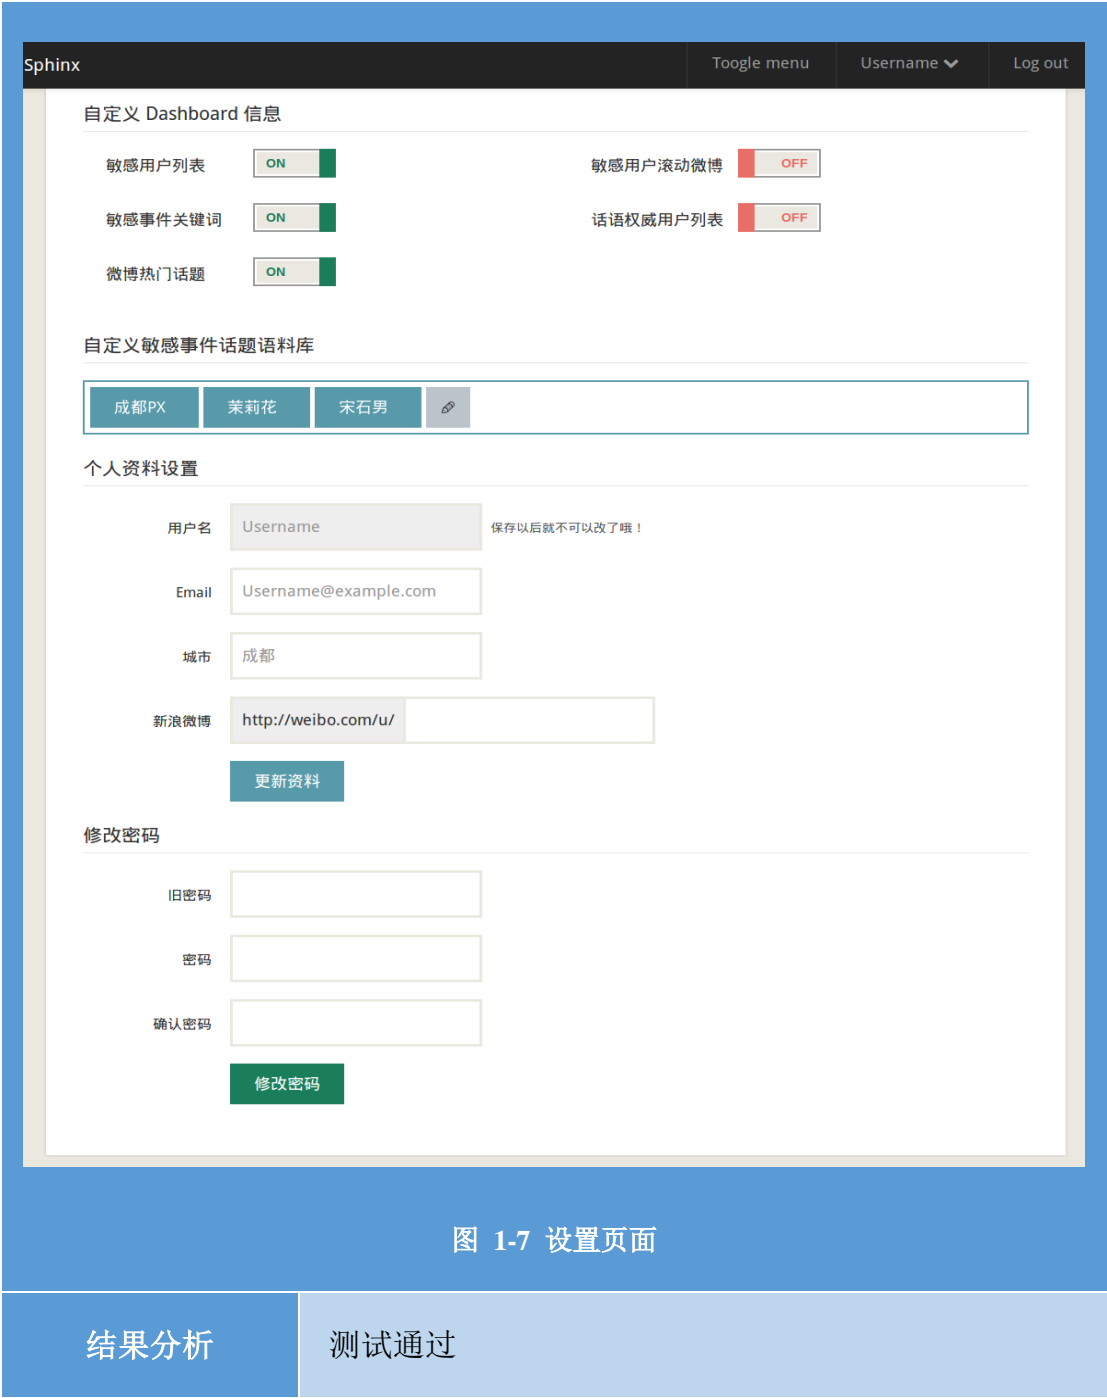 Sphinx Toogle menu Username Log out
自定义 Dashboard 信息
敏感用户列表 ON 敏感用户滚动微博 OFF
敏感事件关键词 ON 话语权威用户列表 OFF
微博热门话题 ON
自定义敏感事件话题语料库
成都PX 茉莉花 宋石男
个人资料设置
用户名 Username 保存以后就不可以改了哦！
Email Username@example.com
城市 成都
新浪微博 http://weibo.com/u/
更新资料
修改密码
旧密码
密码
确认密码
修改密码
图 1-7 设置页面
结果分析 测试通过